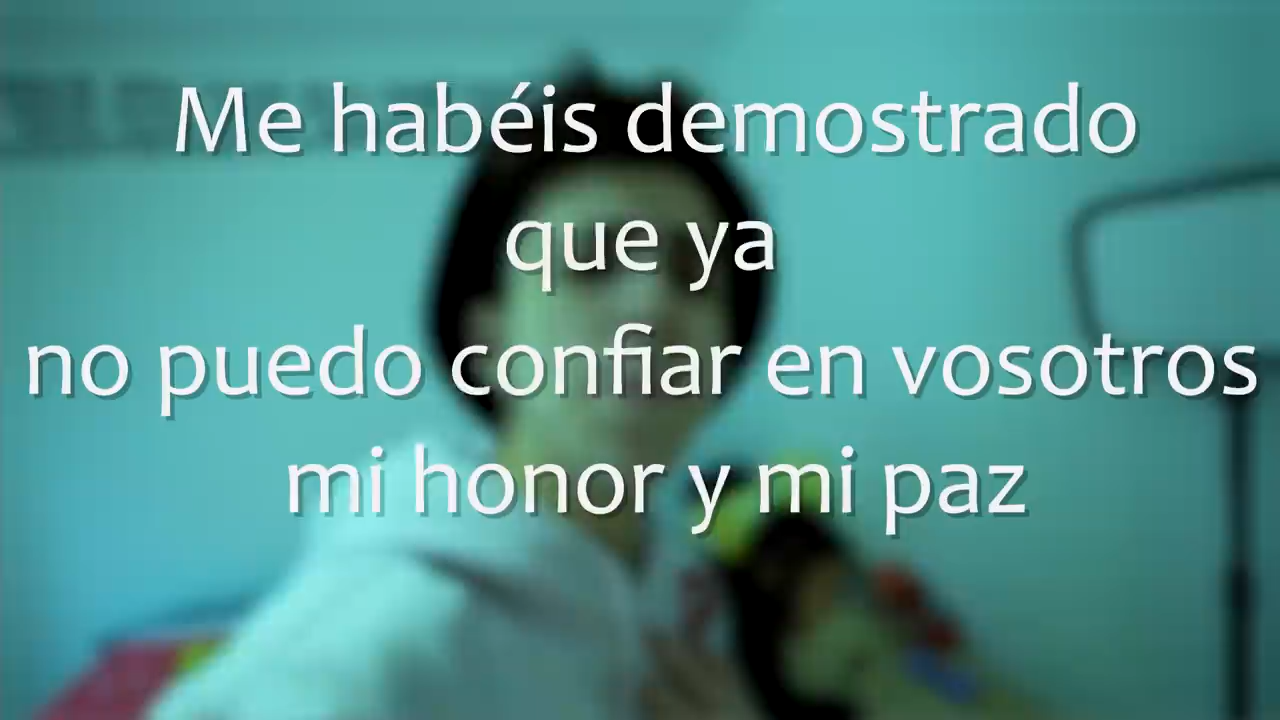 Me habéis demostrado
que ya
no puedo confiar en vosotros
mi honor y mi paz